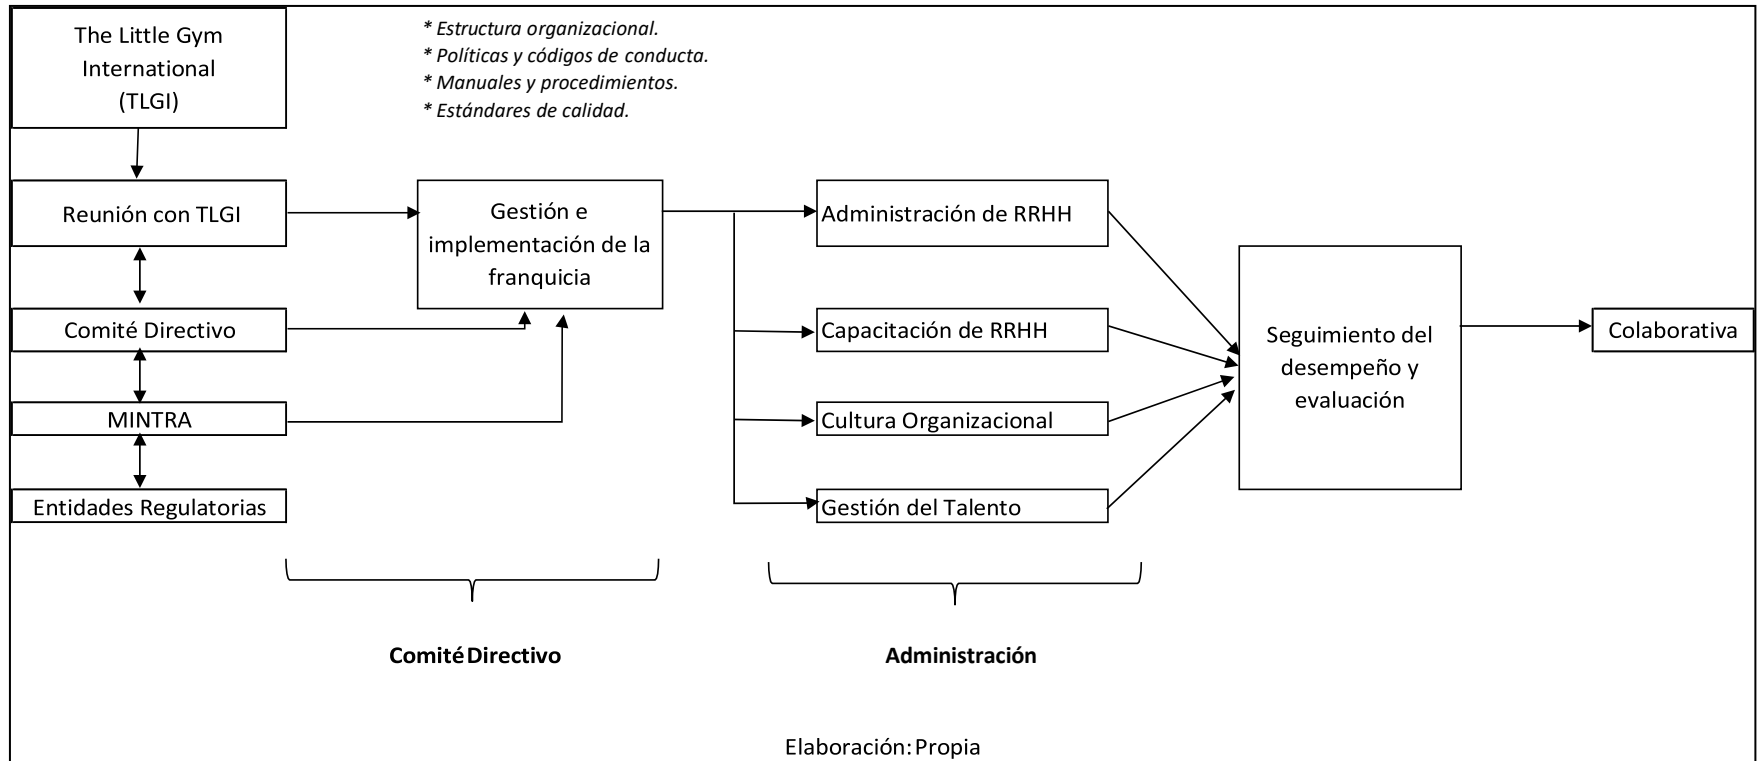 The Little Gym
International
(TLGI)
* Estructura organizacional.
* Políticas y códigos de conducta.
* Manuales y procedimientos.
* Estándares de calidad.
Reunión con TLGI
Comité Directivo
MINTRA
Entidades Regulatorias
Gestión e
implementación de la
franquicia
Administración de RRHH
Capacitación de RRHH
Cultura Organizacional
Gestión del Talento
Seguimiento del
desempeño y
evaluación
Colaborativa
Comité Directivo
Administración
Elaboración: Propia